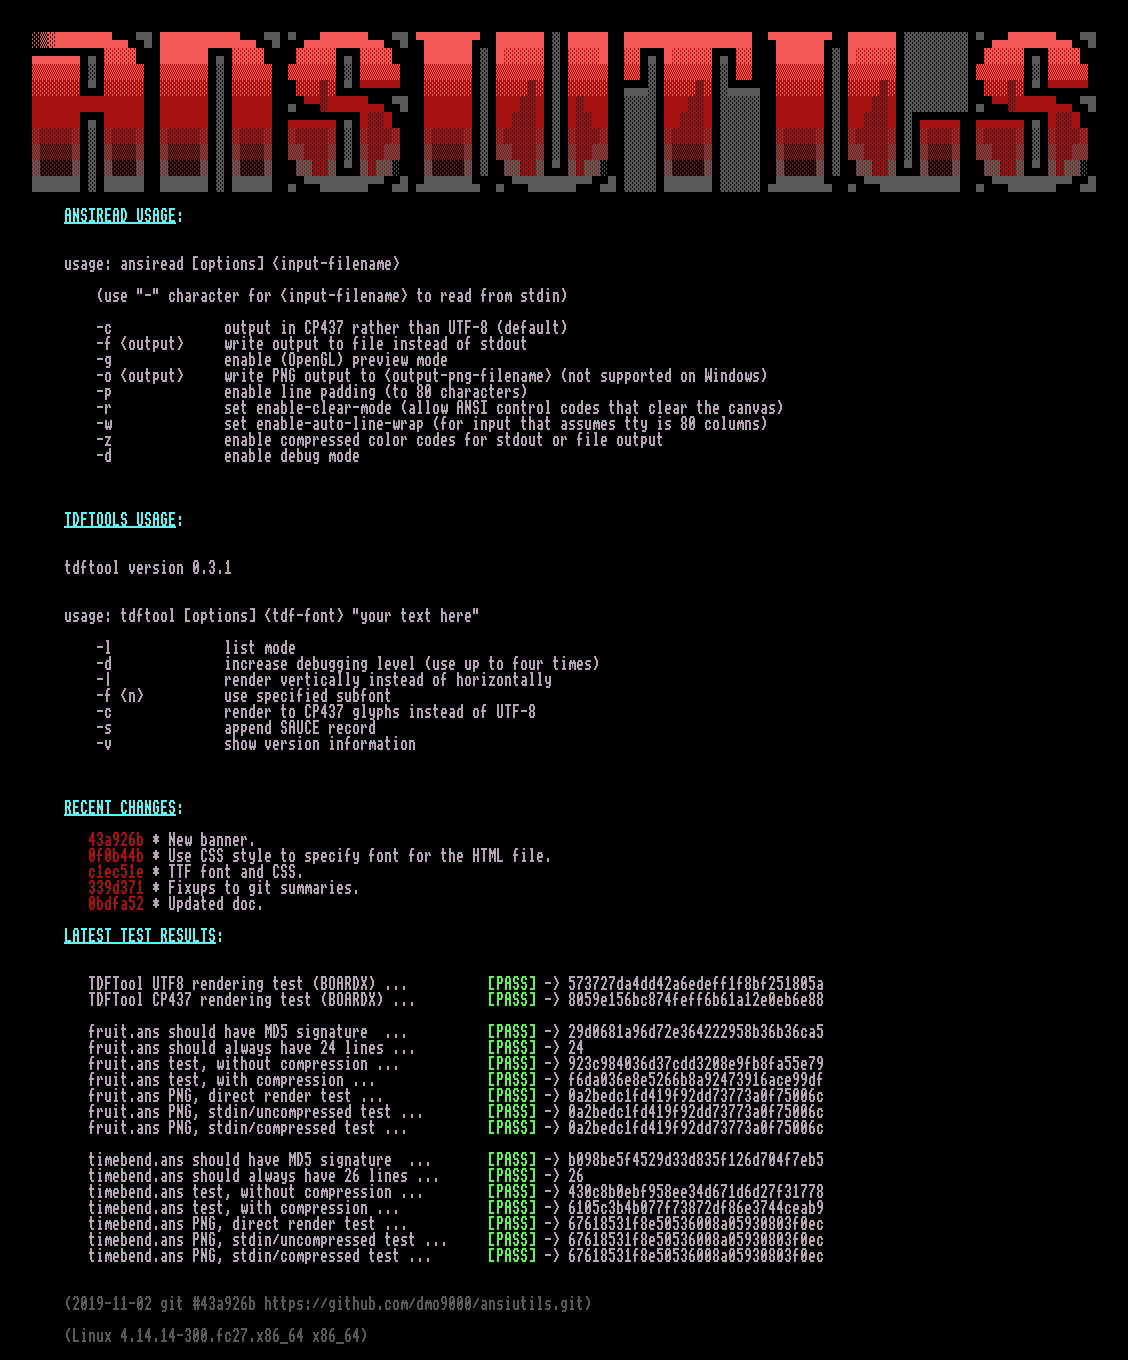 ANSIUTILS
ANSIREAD USAGE:
usage: ansiread [options] <input-filename>
(use "-" character for <input-filename> to read from stdin)
-c output in CP437 rather than UTF-8 (default)
-f <output> write output to file instead of stdout
-g enable (OpenGL) preview mode
-o <output> write PNG output to <output-png-filename> (not supported on Windows)
-p enable line padding (to 80 characters)
-r set enable-clear-mode (allow ANSI control codes that clear the canvas)
-w set enable-auto-line-wrap (for input that assumes tty is 80 columns)
-z enable compressed color codes for stdout or file output
-d enable debug mode
TDFTOOLS USAGE:
tdftool version 0.3.1
usage: tdftool [options] <tdf-font> "your text here"
-l list mode
-d increase debugging level (use up to four times)
-| render vertically instead of horizontally
-f <n> use specified subfont
-c render to CP437 glyphs instead of UTF-8
-s append SAUCE record
-v show version information
RECENT CHANGES:
43a926b * New banner.
0f0b44b * Use CSS style to specify font for the HTML file.
c1ec51e * TTF font and CSS.
339d371 * Fixups to git summaries.
0bdfa52 * Updated doc.
LATEST TEST RESULTS:
TDFTool UTF8 rendering test (BOARDX) ... [PASS] -> 573727da4dd42a6edeff1f8bf251805a
TDFTool CP437 rendering test (BOARDX) ... [PASS] -> 8059e156bc874feff6b61a12e0eb6e88
fruit.ans should have MD5 signature ... [PASS] -> 29d0681a96d72e364222958b36b36ca5
fruit.ans should always have 24 lines ... [PASS] -> 24
fruit.ans test, without compression ... [PASS] -> 923c984036d37cdd3208e9fb8fa55e79
fruit.ans test, with compression ... [PASS] -> f6da036e8e5266b8a92473916ace99df
fruit.ans PNG, direct render test ... [PASS] -> 0a2bedc1fd419f92dd73773a0f75006c
fruit.ans PNG, stdin/uncompressed test ... [PASS] -> 0a2bedc1fd419f92dd73773a0f75006c
fruit.ans PNG, stdin/compressed test ... [PASS] -> 0a2bedc1fd419f92dd73773a0f75006c
timebend.ans should have MD5 signature ... [PASS] -> b098be5f4529d33d835f126d704f7eb5
timebend.ans should always have 26 lines ... [PASS] -> 26
timebend.ans test, without compression ... [PASS] -> 430c8b0ebf958ee34d671d6d27f31778
timebend.ans test, with compression ... [PASS] -> 6105c3b4b077f73872df86e3744ceab9
timebend.ans PNG, direct render test ... [PASS] -> 67618531f8e50536008a05930803f0ec
timebend.ans PNG, stdin/uncompressed test ... [PASS] -> 67618531f8e50536008a05930803f0ec
timebend.ans PNG, stdin/compressed test ... [PASS] -> 67618531f8e50536008a05930803f0ec
(2019-11-02 git #43a926b https://github.com/dmo9000/ansiutils.git)
(Linux 4.14.14-300.fc27.x86_64 x86_64)